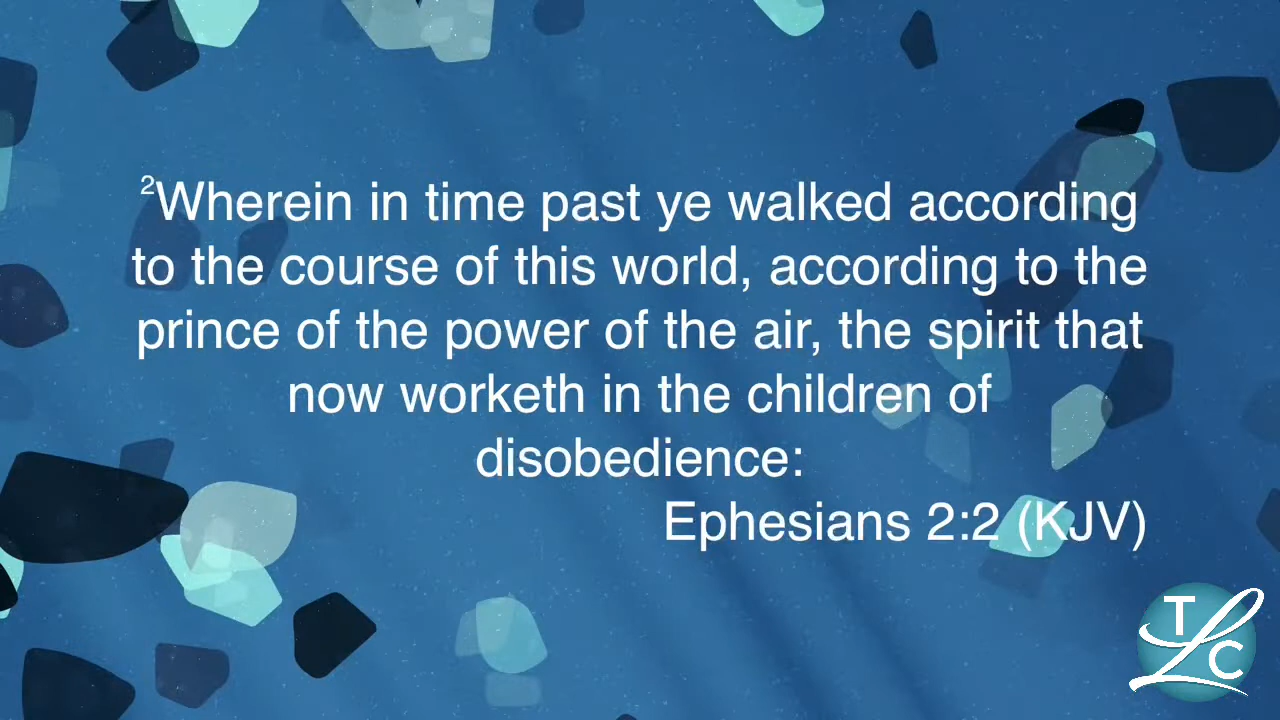 ²Wherein in time past ye walked according
to the course of this world, according to the
prince of the power of the air, the spirit that
now worketh in the children of
disobedience:
Ephesians 2:2 (KJV)
TLC